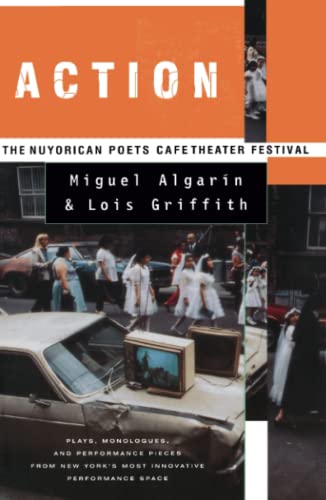 ACTION
THE NUYORICAN POETS CAFE THEATER FESTIVAL
Miguel Algarín
& Lois Griffith
PLAYS, MONOLOGUES,
AND PERFORMANCE PIECES
FROM NEW YORK'S MOST INNOVATIVE
PERFORMANCE SPACE